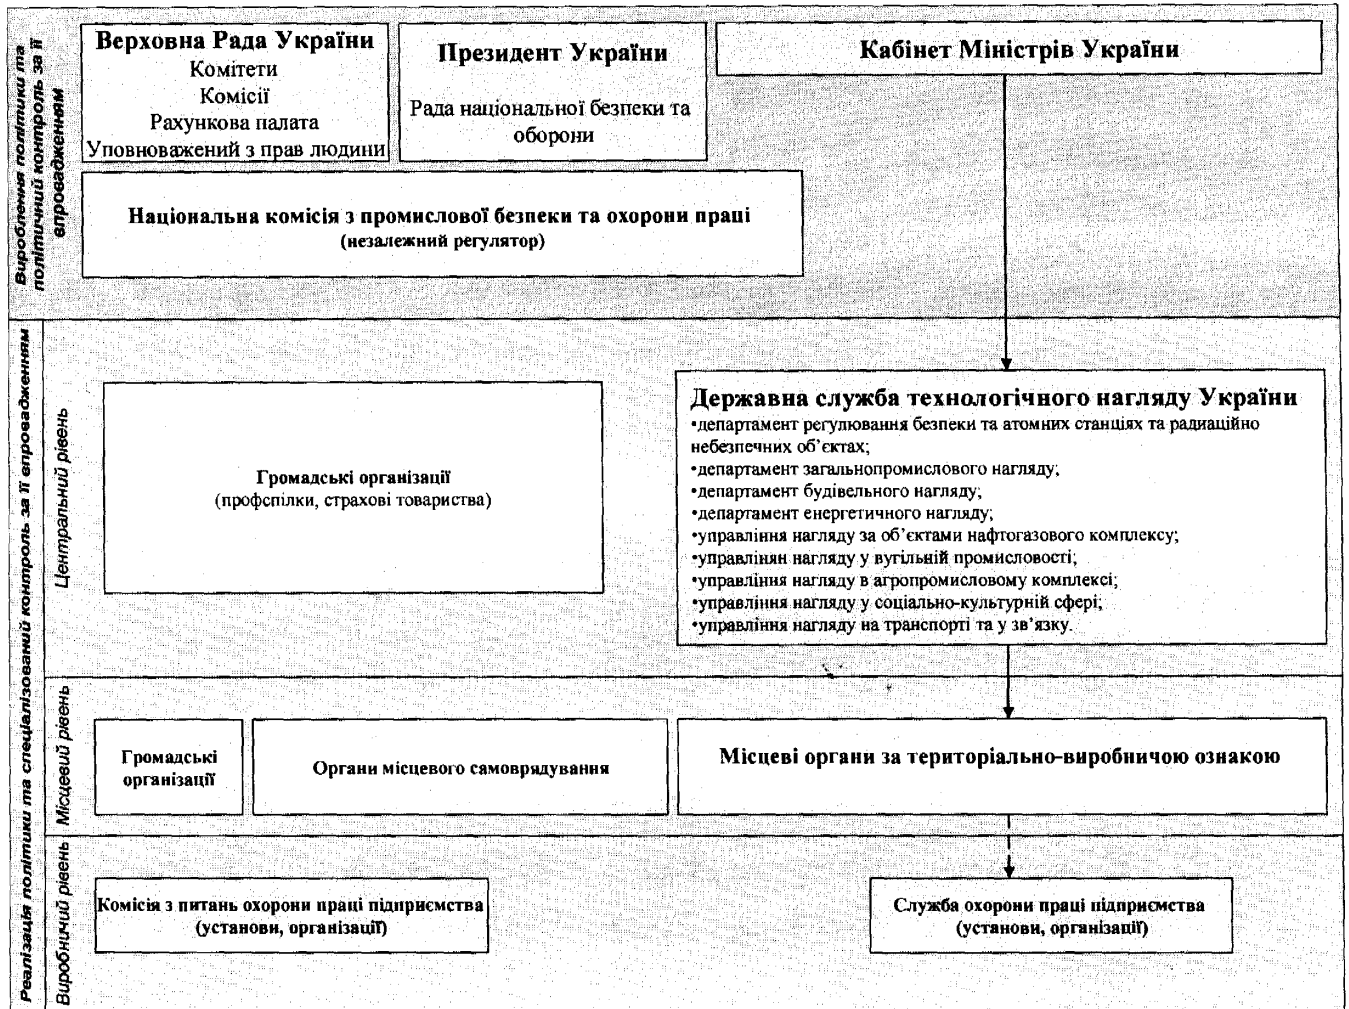 Вироблення політики та
політичний контроль за її
впровадженням
Верховна Рада України
Комітети
Комісії
Рахункова палата
Уповноважений з прав людини
Президент України
Рада національної безпеки та
оборони
Кабінет Міністрів України
Національна комісія з промислової безпеки та охорони праці
(незалежний регулятор)
Реалізація політики та спеціалізований контроль за її впровадженням
Центральний рівень
Громадські організації
(профспілки, страхові товариства)
Державна служба технологічного нагляду України
•департамент регулювання безпеки та атомних станціях та радиаційно
небезпечних об’єктах;
•департамент загальнопромислового нагляду;
•департамент будівельного нагляду;
•департамент енергетичного нагляду;
•управління нагляду за об’єктами нафтогазового комплексу;
•управлінян нагляду у вугільній промисловості;
•управління нагляду в агропромисловому комплексі;
•управління нагляду у соціально-культурній сфері;
•управління нагляду на транспорті та у зв’язку.
Місцевий рівень
Громадські
організації
Органи місцевого самоврядування
Місцеві органи за територіально-виробничою ознакою
Виробничий рівень
Комісія з питань охорони праці підприємства
(установи, організації)
Служба охорони праці підприємства
(установи, організації)